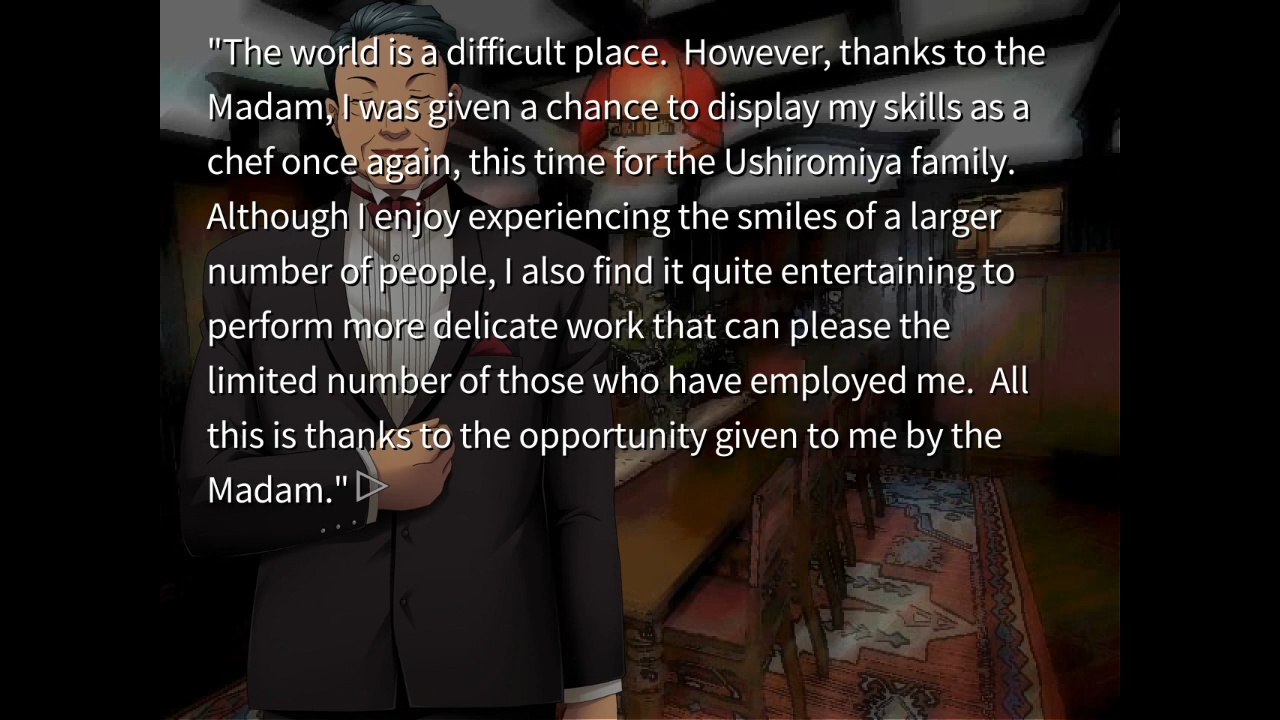 "The world is a difficult place.  However, thanks to the
Madam, I was given a chance to display my skills as a
chef once again, this time for the Ushiromiya family.
Although I enjoy experiencing the smiles of a larger
number of people, I also find it quite entertaining to
perform more delicate work that can please the
limited number of those who have employed me.  All
this is thanks to the opportunity given to me by the
Madam."